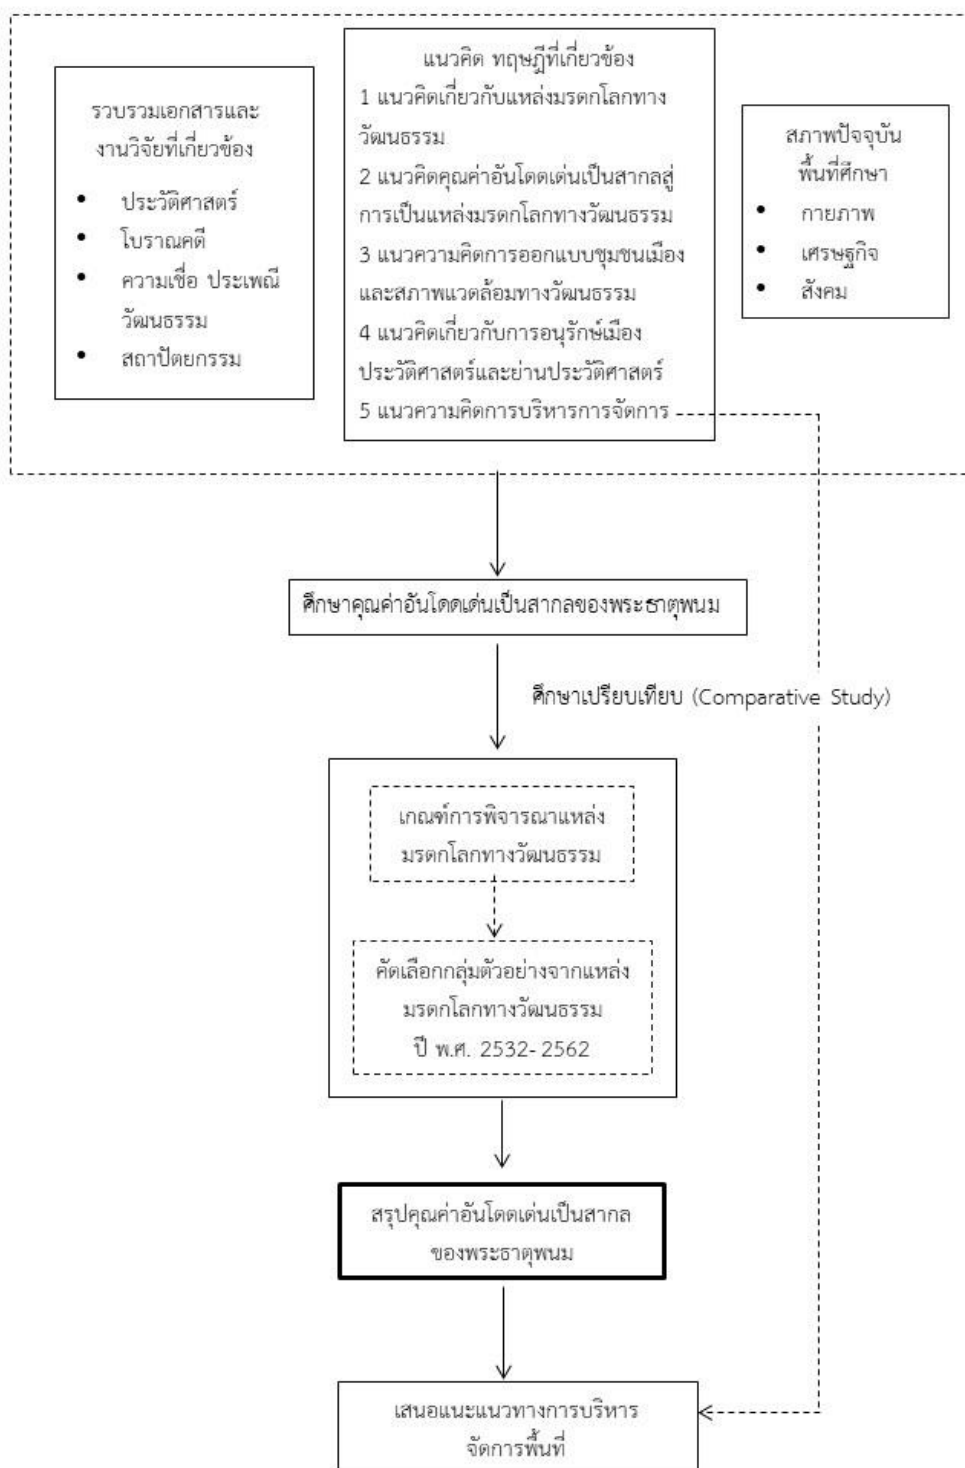 รวบรวมเอกสารและ
งานวิจัยที่เกี่ยวข้อง
• ประวัติศาสตร์
• โบราณคดี
• ความเชื่อ ประเพณี
วัฒนธรรม
• สถาปัตยกรรม
แนวคิด ทฤษฎีที่เกี่ยวข้อง
1 แนวคิดเกี่ยวกับแหล่งมรดกโลกทาง
วัฒนธรรม
2 แนวคิดคุณค่าอันโดดเด่นเป็นสากลสู่
การเป็นแหล่งมรดกโลกทางวัฒนธรรม
3 แนวความคิดการออกแบบชุมชนเมือง
และสภาพแวดล้อมทางวัฒนธรรม
4 แนวคิดเกี่ยวกับการอนุรักษ์เมือง
ประวัติศาสตร์และย่านประวัติศาสตร์
5 แนวความคิดการบริหารการจัดการ
สภาพปัจจุบัน
พื้นที่ศึกษา
• กายภาพ
• เศรษฐกิจ
• สังคม
ศึกษาคุณค่าอันโดดเด่นเป็นสากลของพระธาตุพนม
ศึกษาเปรียบเทียบ (Comparative Study)
เกณฑ์การพิจารณาแหล่ง
มรดกโลกทางวัฒนธรรม
คัดเลือกกลุ่มตัวอย่างจากแหล่ง
มรดกโลกทางวัฒนธรรม
ปี พ.ศ. 2532- 2562
สรุปคุณค่าอันโดดเด่นเป็นสากล
ของพระธาตุพนม
เสนอแนะแนวทางการบริหาร
จัดการพื้นที่